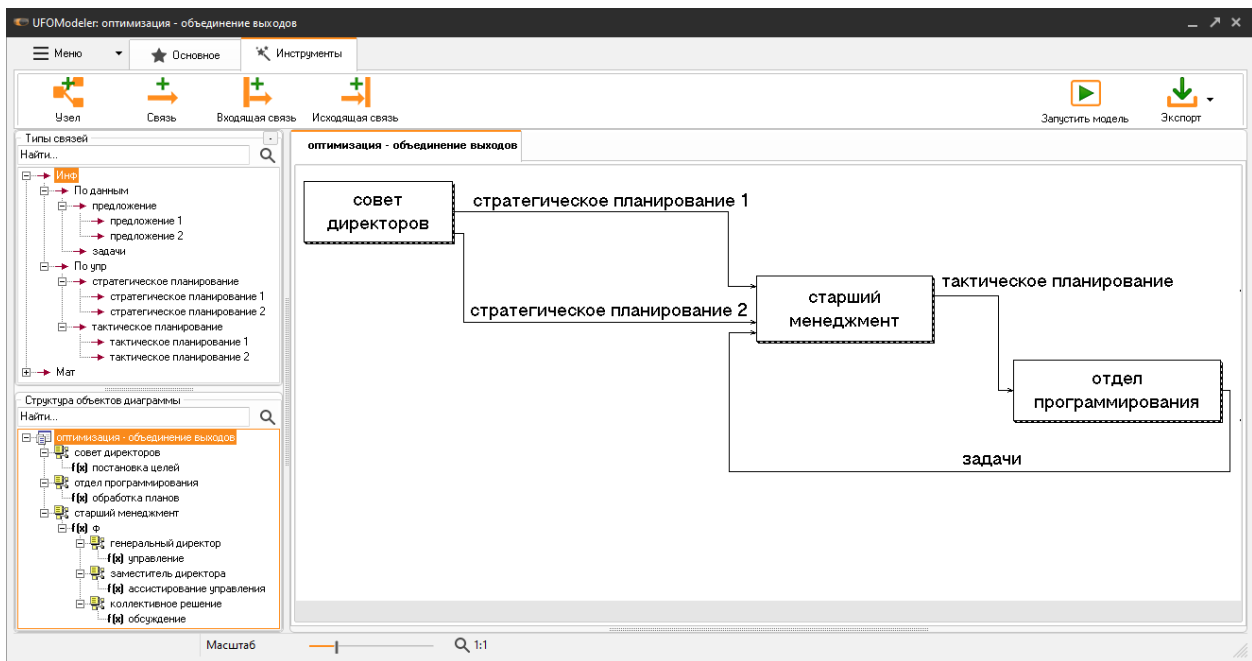 UFOModeler: оптимизация - объединение выходов
Меню
Основное
Инструменты
Узел
Связь
Входящая связь
Исходящая связь
Запустить модель
Экспорт
Типы связей
Найти...
Инф
По данным
предложение
предложение 1
предложение 2
задачи
По упр
стратегическое планирование
стратегическое планирование 1
стратегическое планирование 2
тактическое планирование
тактическое планирование 1
тактическое планирование 2
Мат
Структура объектов диаграммы
Найти...
оптимизация - объединение выходов
совет директоров
f(x) постановка целей
отдел программирования
f(x) обработка планов
старший менеджмент
f(x) Ф
генеральный директор
f(x) управление
заместитель директора
f(x) ассистирование управления
коллективное решение
f(x) обсуждение
оптимизация - объединение выходов
совет
директоров
стратегическое планирование 1
стратегическое планирование 2
старший
менеджмент
тактическое планирование
отдел
программирования
задачи
Масштаб
1:1